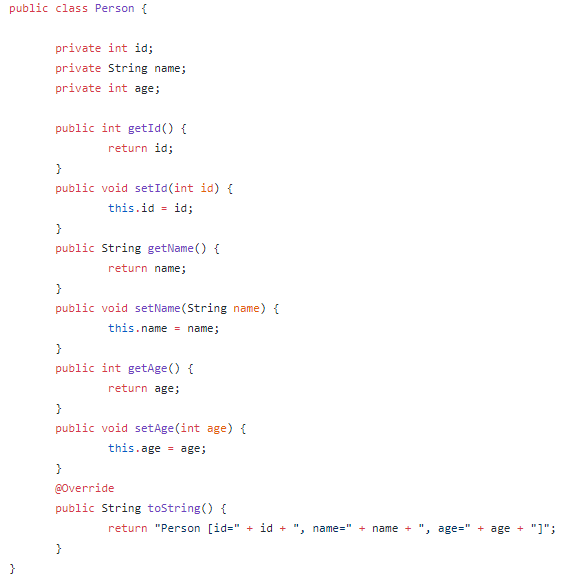 public class Person {
private int id;
private String name;
private int age;
public int getId() {
return id;
}
public void setId(int id) {
this.id = id;
}
public String getName() {
return name;
}
public void setName(String name) {
this.name = name;
}
public int getAge() {
return age;
}
public void setAge(int age) {
this.age = age;
}
@Override
public String toString() {
return "Person [id=" + id + ", name=" + name + ", age=" + age + "]";
}
}